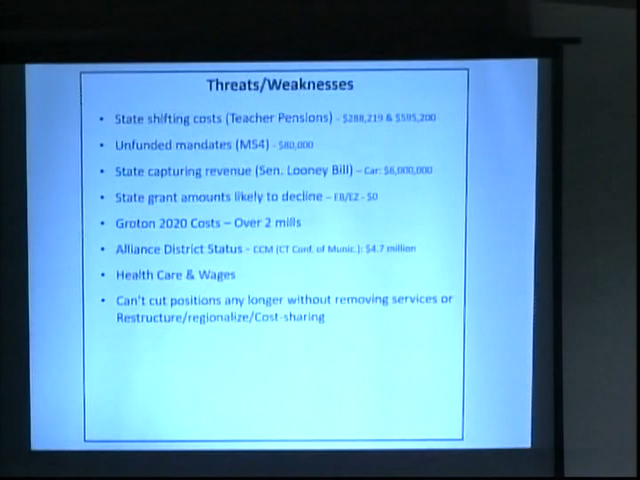 Threats/Weaknesses
• State shifting costs (Teacher Pensions) - $288,219 & $595,200
• Unfunded mandates (MS4) - $80,000
• State capturing revenue (Sen. Looney Bill) – Car: $6,000,000
• State grant amounts likely to decline – EB/EZ - $0
• Groton 2020 Costs – Over 2 mills
• Alliance District Status - CCM (CT Conf. of Munic.): $4.7 million
• Health Care & Wages
• Can't cut positions any longer without removing services or
Restructure/regionalize/Cost-sharing